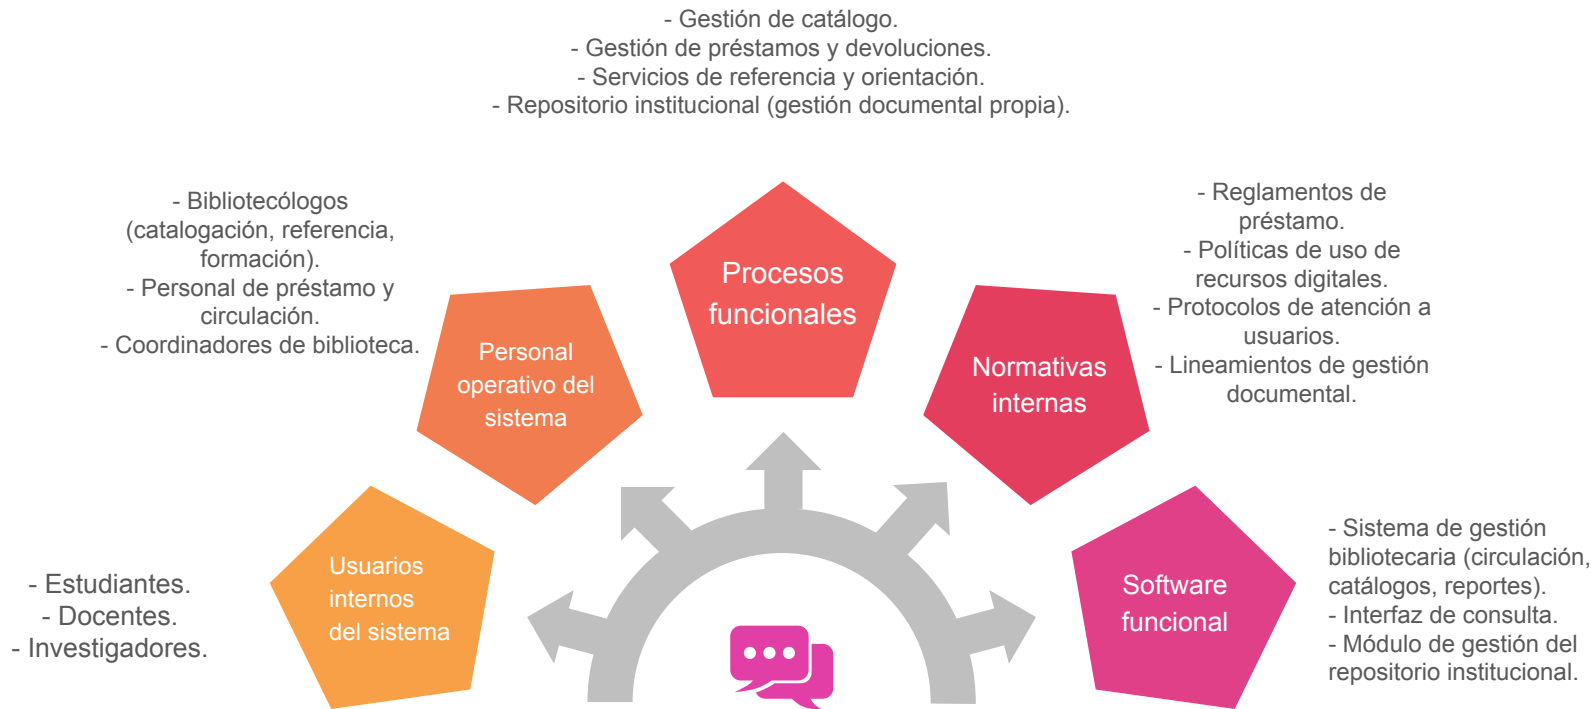 - Gestión de catálogo.
- Gestión de préstamos y devoluciones.
- Servicios de referencia y orientación.
- Repositorio institucional (gestión documental propia).
- Bibliotecólogos
(catalogación, referencia,
formación).
- Personal de préstamo y
circulación.
- Coordinadores de biblioteca.
Procesos
funcionales
- Reglamentos de
préstamo.
- Políticas de uso de
recursos digitales.
- Protocolos de atención a
usuarios.
- Lineamientos de gestión
documental.
Personal
operativo del
sistema
Normativas
internas
- Estudiantes.
- Docentes.
- Investigadores.
Usuarios
internos
del sistema
Software
funcional
- Sistema de gestión
bibliotecaria (circulación,
catálogos, reportes).
- Interfaz de consulta.
- Módulo de gestión del
repositorio institucional.